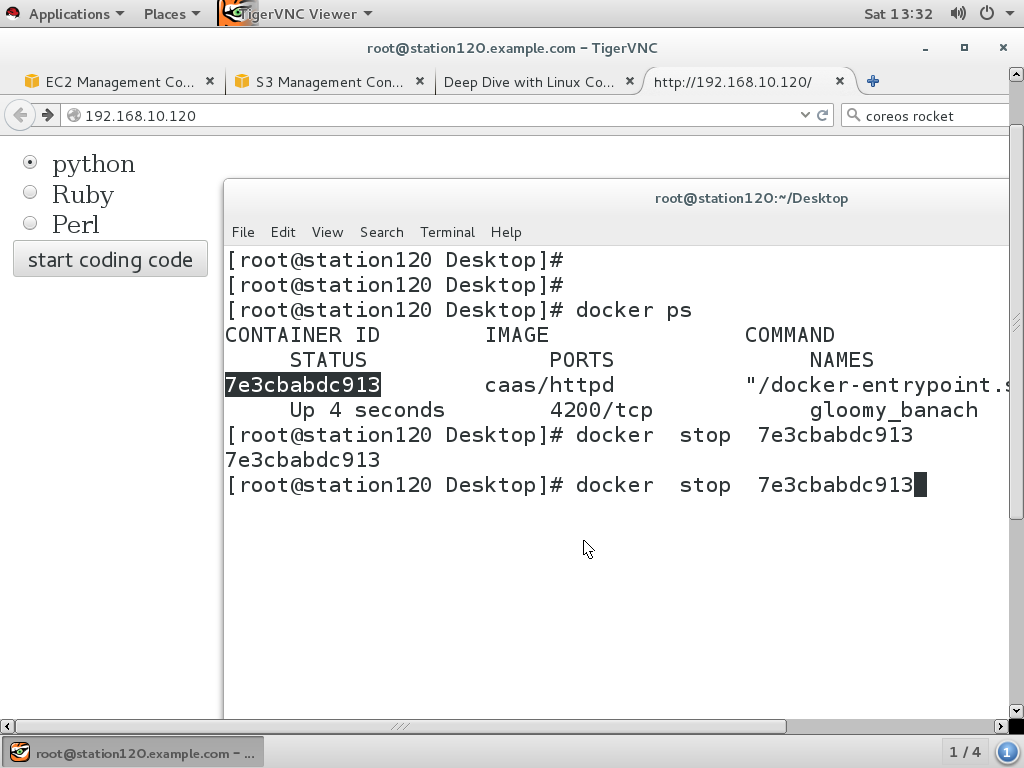 Applications Places TigerVNC Viewer Sat 13:32
root@station120.example.com – TigerVNC
EC2 Management Co... S3 Management Con... Deep Dive with Linux Co... http://192.168.10.120/
192.168.10.120 coreos rocket
python
Ruby
Perl
start coding code
root@station120:~/Desktop
File Edit View Search Terminal Help
[root@station120 Desktop]#
[root@station120 Desktop]#
[root@station120 Desktop]# docker ps
CONTAINER ID IMAGE COMMAND
STATUS PORTS NAMES
7e3cbabdc913 caas/httpd "/docker-entrypoint.s
Up 4 seconds 4200/tcp gloomy_banach
[root@station120 Desktop]# docker stop 7e3cbabdc913
7e3cbabdc913
[root@station120 Desktop]# docker stop 7e3cbabdc913
root@station120.example.com – ... 1 / 4 1